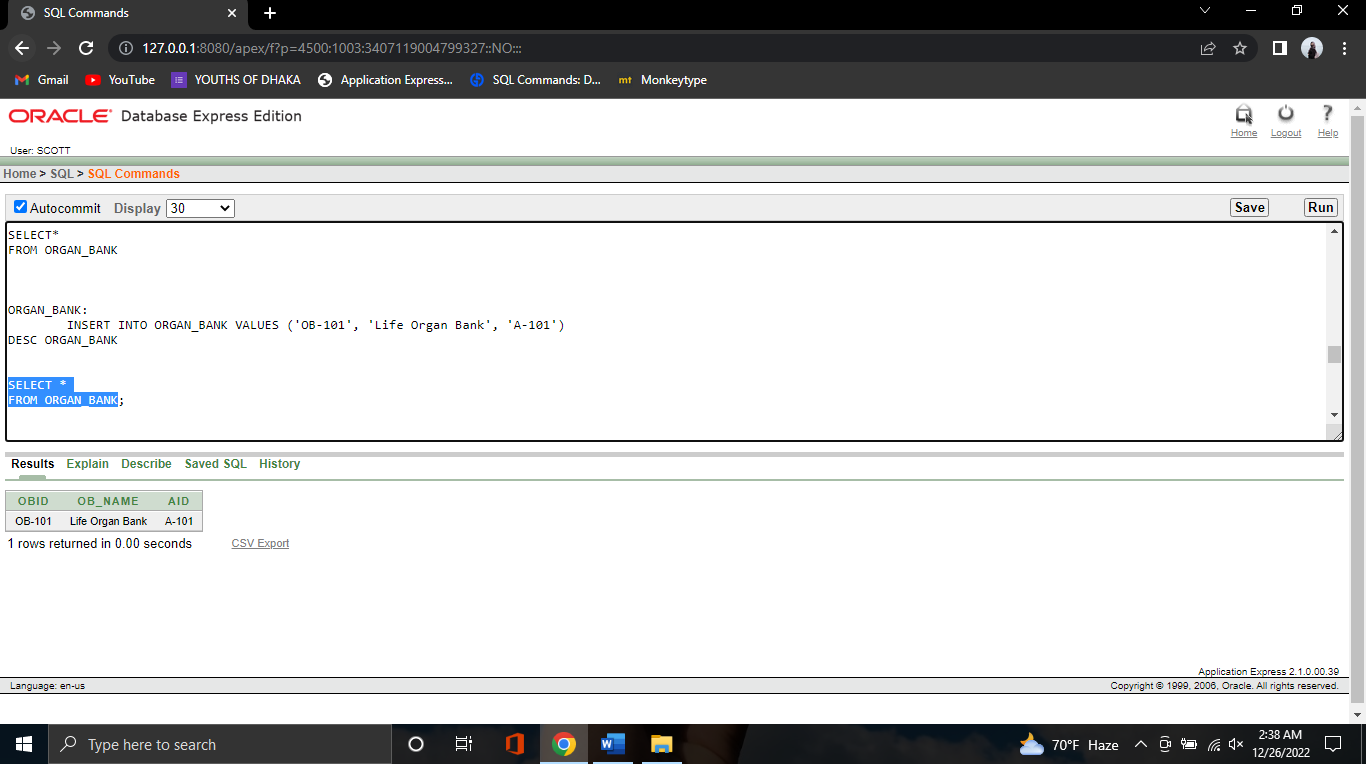 SQL Commands
127.0.0.1:8080/apex/f?p=4500:1003:3407119004799327::NO:::
Gmail YouTube YOUTHS OF DHAKA Application Express... SQL Commands: D... mt Monkeytype
ORACLE Database Express Edition
Home Logout Help
User: SCOTT
Home > SQL > SQL Commands
Autocommit Display 30 Save Run
SELECT*
FROM ORGAN_BANK
ORGAN_BANK:
INSERT INTO ORGAN_BANK VALUES ('OB-101', 'Life Organ Bank', 'A-101')
DESC ORGAN_BANK
SELECT *
FROM ORGAN_BANK;
Results Explain Describe Saved SQL History
OBID OB_NAME AID
OB-101 Life Organ Bank A-101
1 rows returned in 0.00 seconds CSV Export
Application Express 2.1.0.00.39
Language: en-us Copyright © 1999, 2006, Oracle. All rights reserved.
Type here to search
70°F Haze
2:38 AM
12/26/2022